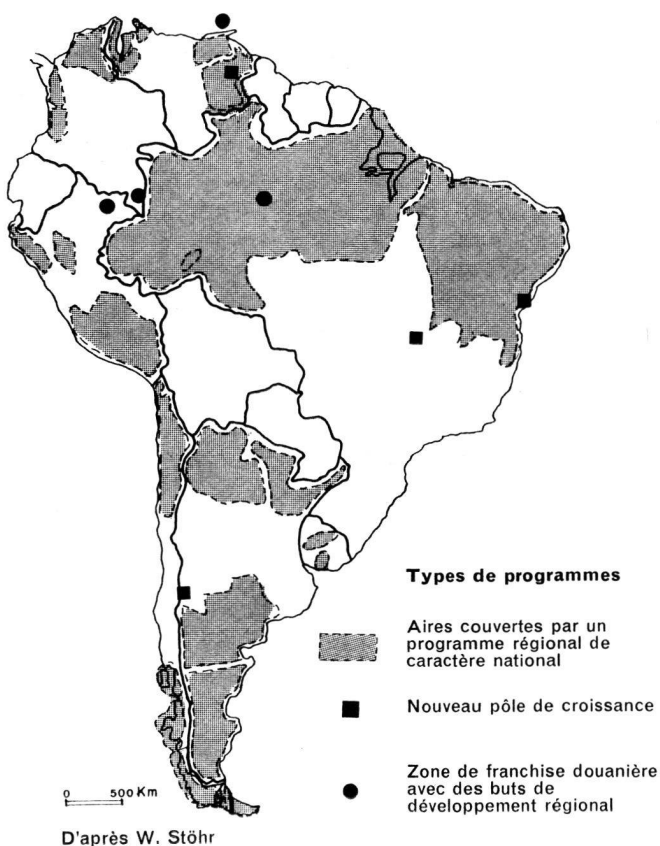 Types de programmes
Aires couvertes par un
programme régional de
caractère national
Nouveau pôle de croissance
Zone de franchise douanière
avec des buts de
développement régional
0 500 Km
D'après W. Stöhr